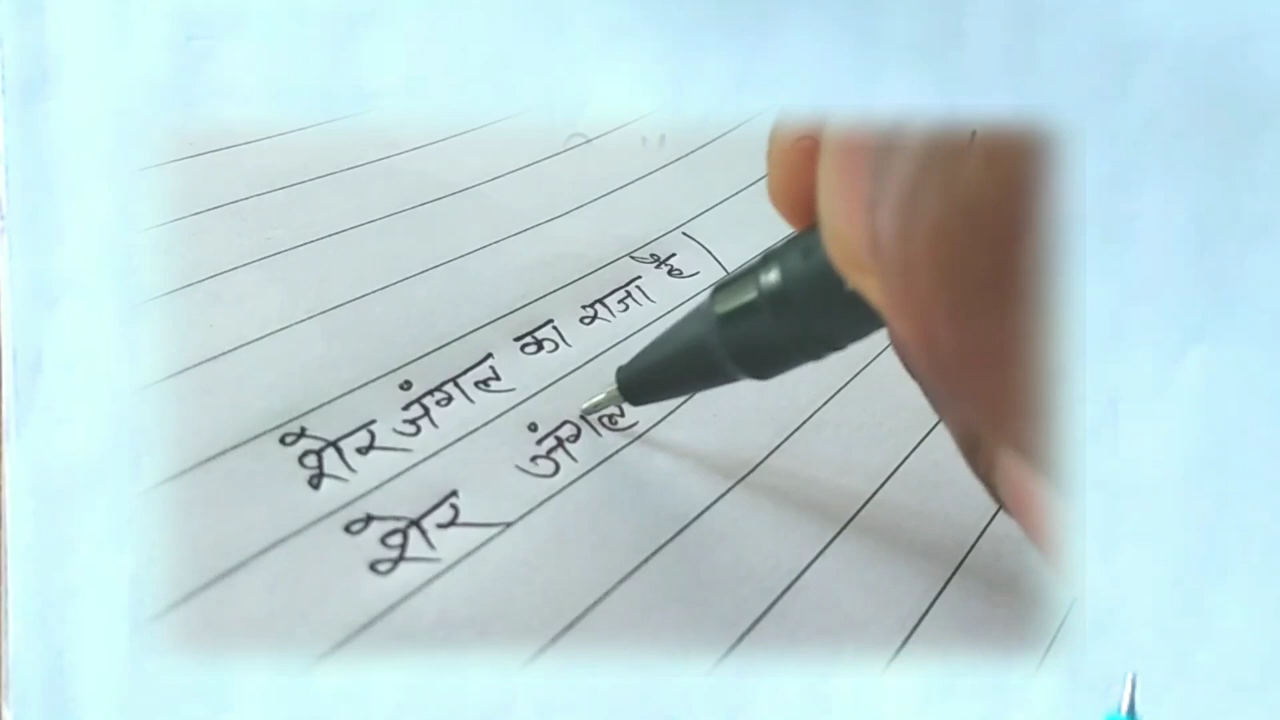 शेर जंगल का राजा है।
शेर जंगल